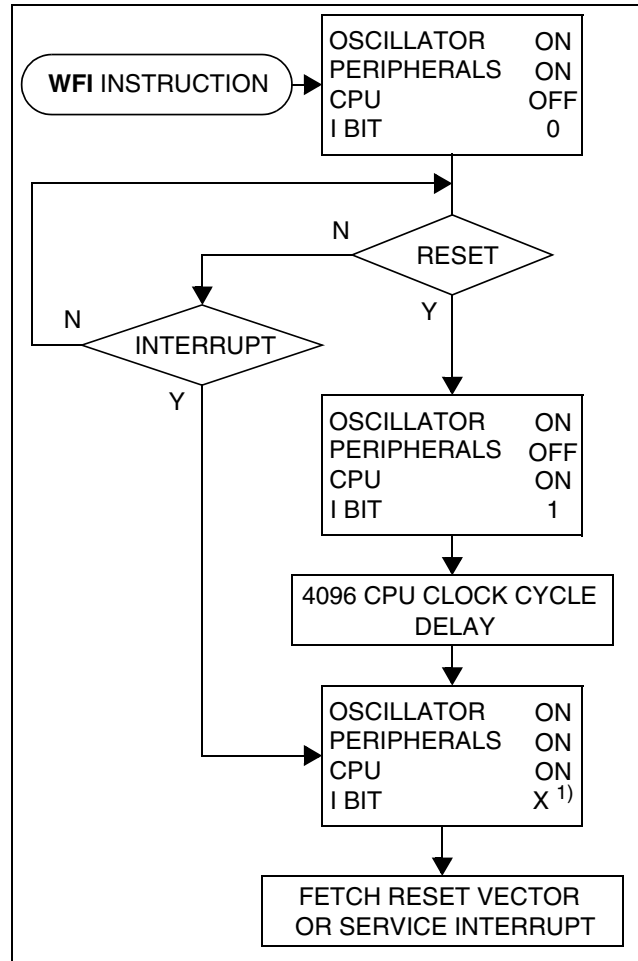 WFI INSTRUCTION
OSCILLATOR ON
PERIPHERALS ON
CPU OFF
I BIT 0
N
RESET
Y
N
INTERRUPT
Y
OSCILLATOR ON
PERIPHERALS OFF
CPU ON
I BIT 1
4096 CPU CLOCK CYCLE
DELAY
OSCILLATOR ON
PERIPHERALS ON
CPU ON
I BIT X 1)
FETCH RESET VECTOR
OR SERVICE INTERRUPT